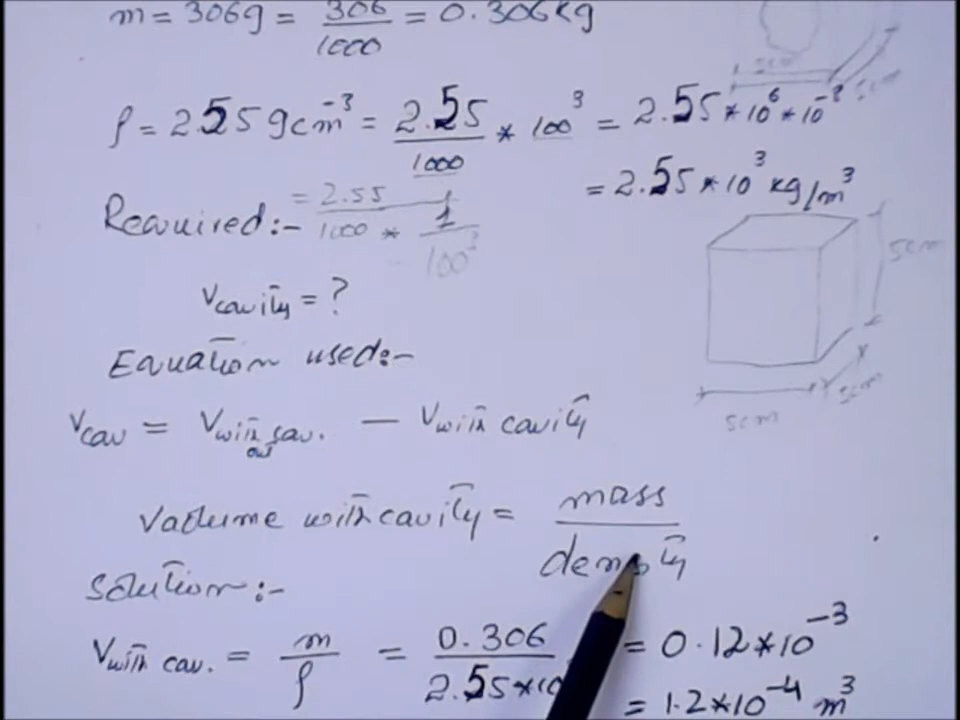 m = 306g = 306/1000 = 0.306kg
5cm
5cm
ρ = 2.55 gcm⁻³ = 2.55/1000 * 100³ = 2.55 * 10⁶ * 10⁻³
= 2.55 * 10³ kg/m³
Required:-
= 2.55/1000 * 1/100³
5cm
Vcavity = ?
Equation used:-
5cm
5cm
Vcav = Vwithout cav. — Vwith cavity
Volume with cavity = mass/density
Solution:-
Vwith cav. = m/ρ = 0.306/2.55*10 = 0.12*10⁻³
= 1.2*10⁻⁴ m³